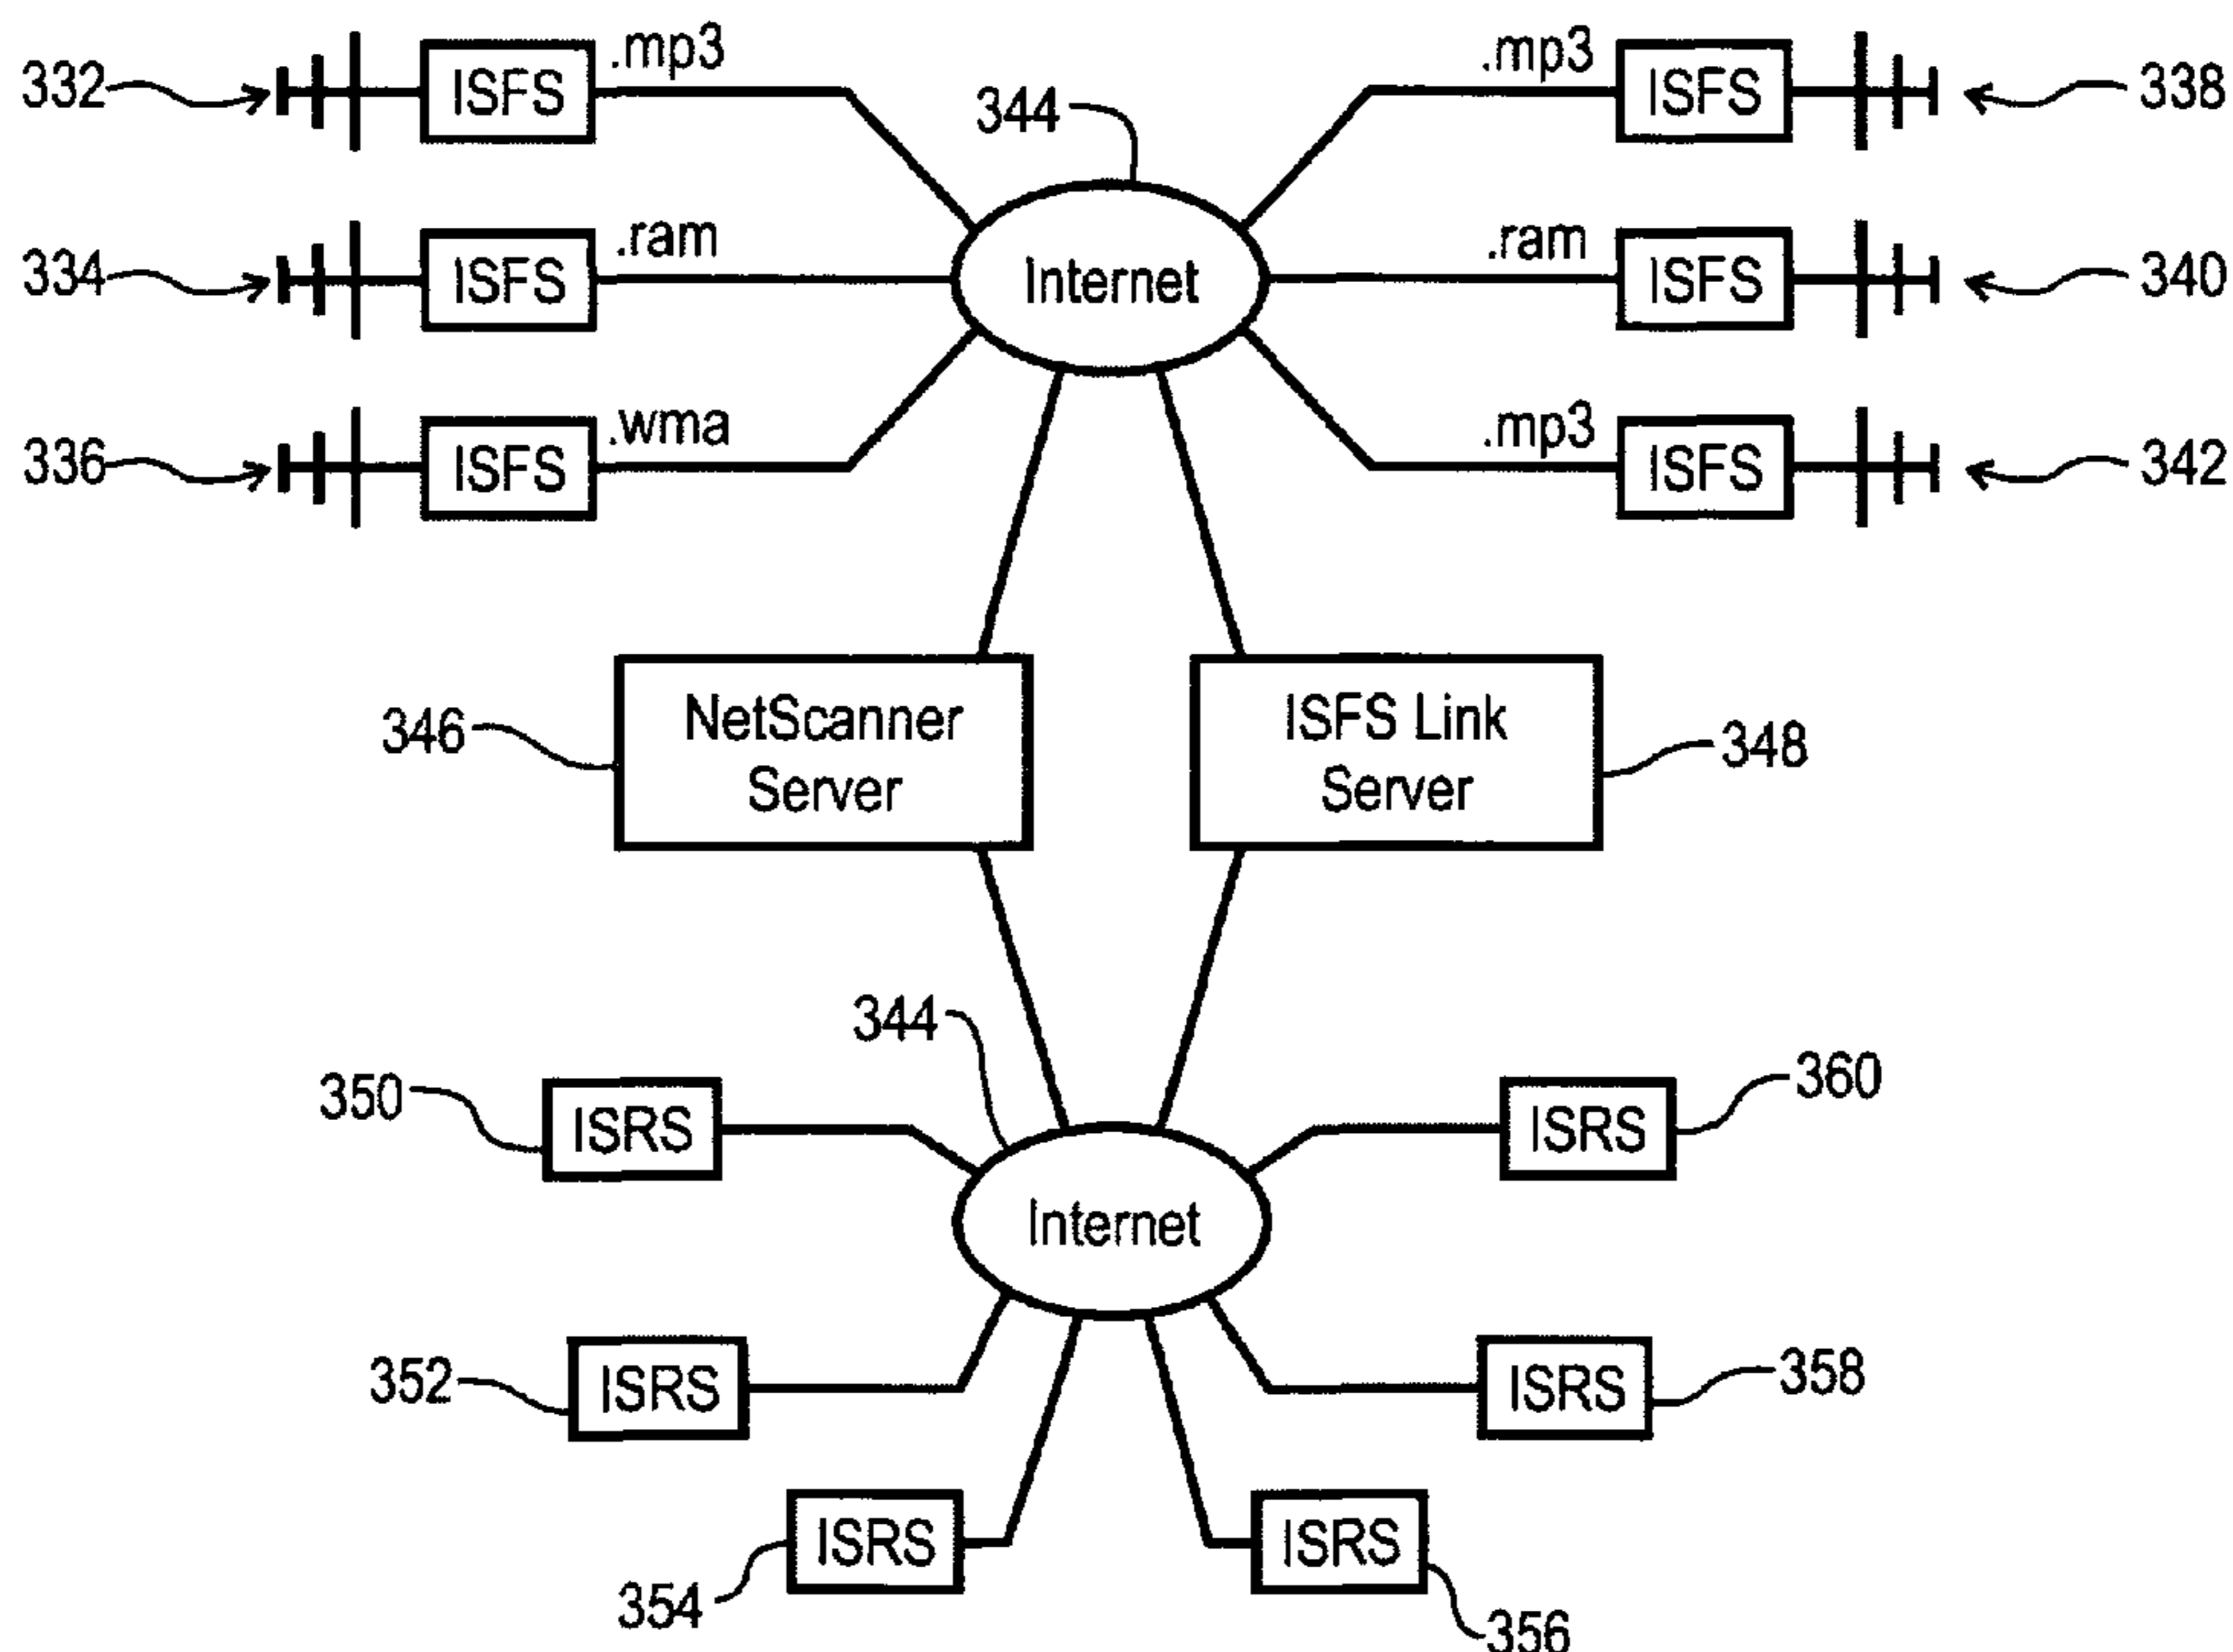 332 ISFS .mp3 .mp3 ISFS 338
344
334 ISFS .ram Internet .ram ISFS 340
336 ISFS .wma .mp3 ISFS 342
346 NetScanner Server
ISFS Link Server 348
344
350 ISRS ISRS 360
Internet
352 ISRS ISRS 358
354 ISRS ISRS 356